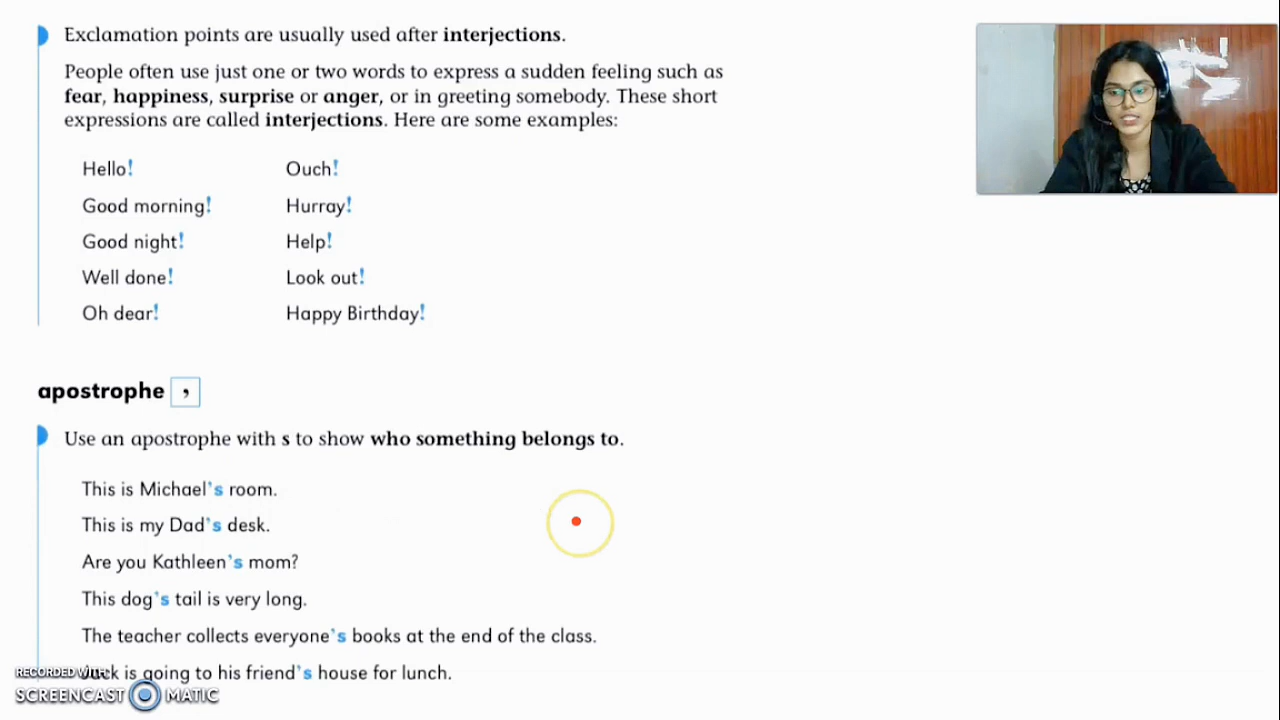 Exclamation points are usually used after interjections.
People often use just one or two words to express a sudden feeling such as
fear, happiness, surprise or anger, or in greeting somebody. These short
expressions are called interjections. Here are some examples:
Hello! Ouch!
Good morning! Hurray!
Good night! Help!
Well done! Look out!
Oh dear! Happy Birthday!
apostrophe ’
Use an apostrophe with s to show who something belongs to.
This is Michael’s room.
This is my Dad’s desk.
Are you Kathleen’s mom?
This dog’s tail is very long.
The teacher collects everyone’s books at the end of the class.
Jack is going to his friend’s house for lunch.
RECORDED WITH
SCREENCAST MATIC